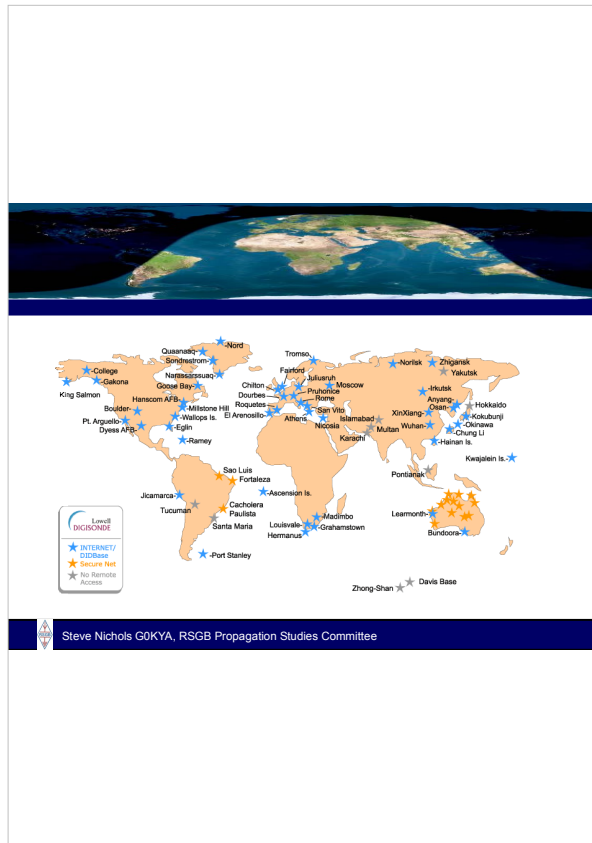 Nord
Quaanaaq
Sondrestrom
Narassarssuaq
College
Gakona
King Salmon
Goose Bay
Hanscom AFB
Millstone Hill
Boulder
Wallops Is.
Pt. Arguello
Dyess AFB
Eglin
Ramey
Tromso
Fairford
Juliusruh
Chilton
Pruhonice
Moscow
Dourbes
Rome
Roquetes
San Vito
El Arenosillo
Athens
Nicosia
Norilsk
Zhigansk
Yakutsk
Irkutsk
Anyang
Osan
Hokkaido
XinXiang
Kokubunji
Islamabad
Multan
Wuhan
Okinawa
Karachi
Chung Li
Hainan Is.
Kwajalein Is.
Pontianak
Sao Luis
Fortaleza
Jicamarca
Ascension Is.
Tucuman
Cacholera
Paulista
Santa Maria
Madimbo
Louisvale
Grahamstown
Hermanus
Learmonth
Bundoora
Port Stanley
Zhong-Shan
Davis Base
Lowell
DIGISONDE
INTERNET/
DIDBase
Secure Net
No Remote
Access
RSGB
Steve Nichols G0KYA, RSGB Propagation Studies Committee